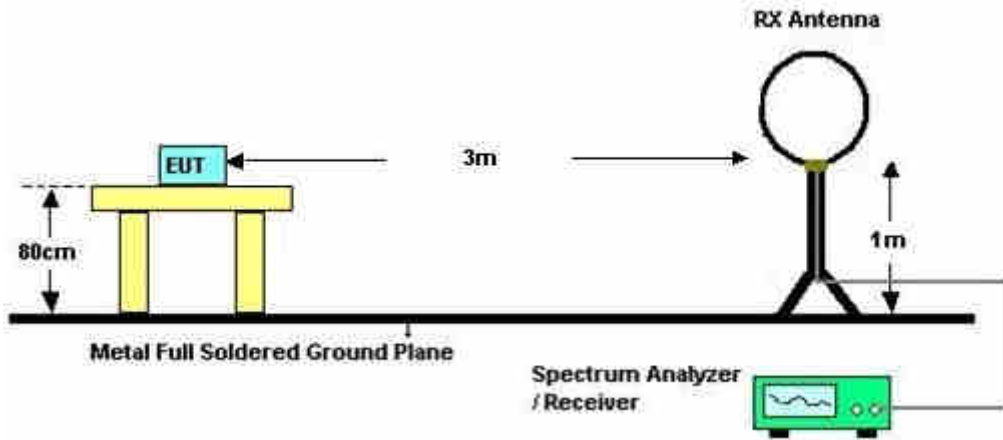 RX Antenna
EUT
3m
80cm
1m
Metal Full Soldered Ground Plane
Spectrum Analyzer
/ Receiver